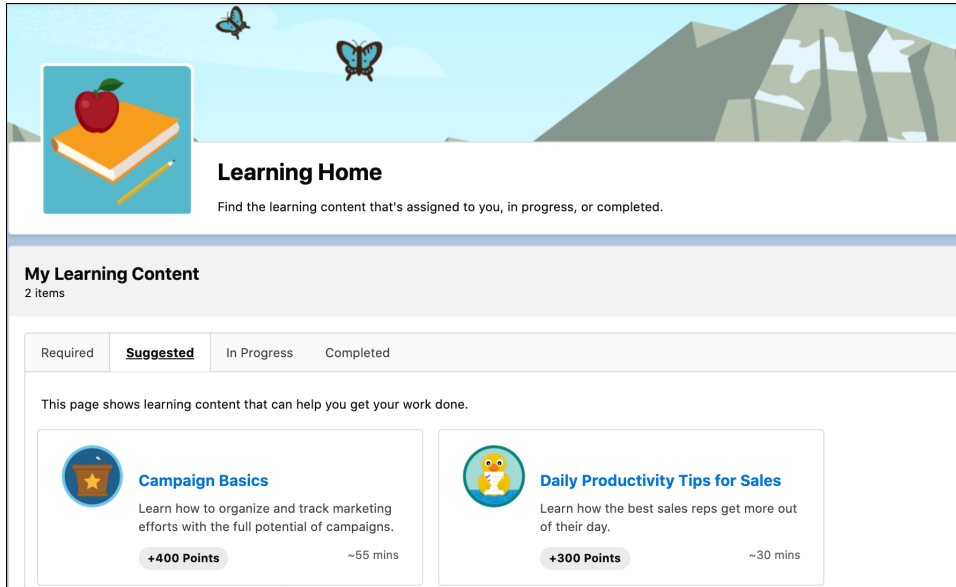 Learning Home
Find the learning content that's assigned to you, in progress, or completed.
My Learning Content
2 items
Required
Suggested
In Progress
Completed
This page shows learning content that can help you get your work done.
Campaign Basics
Learn how to organize and track marketing
efforts with the full potential of campaigns.
+400 Points
~55 mins
Daily Productivity Tips for Sales
Learn how the best sales reps get more out
of their day.
+300 Points
~30 mins